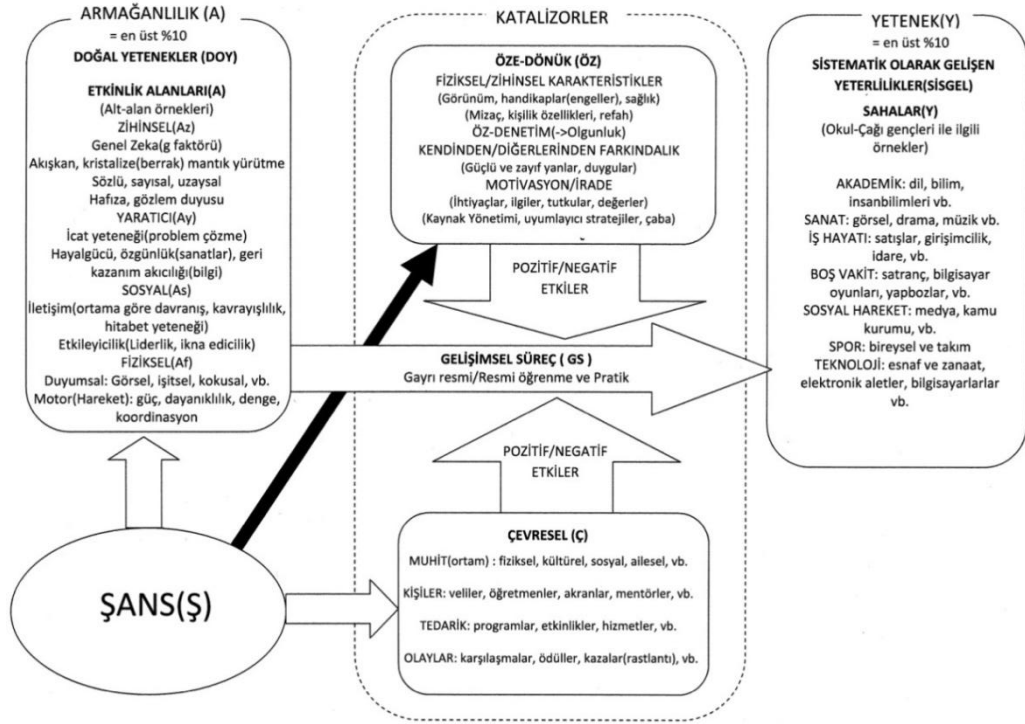 ARMAĞANLILIK (A)
= en üst %10
DOĞAL YETENEKLER (DOY)
ETKİNLİK ALANLARI(A)
(Alt-alan örnekleri)
ZİHİNSEL(Az)
Genel Zeka(g faktörü)
Akışkan, kristalize(berrak) mantık yürütme
Sözlü, sayısal, uzaysal
Hafıza, gözlem duyusu
YARATICI(Ay)
İcat yeteneği(problem çözme)
Hayalgücü, özgünlük(sanatlar), geri
kazanım akıcılığı(bilgi)
SOSYAL(As)
İletişim(ortama göre davranış, kavrayışlılık,
hitabet yeteneği)
Etkileyicilik(Liderlik, ikna edicilik)
FİZİKSEL(Af)
Duyumsal: Görsel, işitsel, kokusal, vb.
Motor(Hareket): güç, dayanıklılık, denge,
koordinasyon
ŞANS(Ş)
KATALIZORLER
ÖZE-DÖNÜK (ÖZ)
FİZİKSEL/ZİHİNSEL KARAKTERİSTİKLER
(Görünüm, handikaplar(engeller), sağlık)
(Mizaç, kişilik özellikleri, refah)
ÖZ-DENETİM(->Olgunluk)
KENDİNDEN/DİĞERLERİNDEN FARKINDALIK
(Güçlü ve zayıf yanlar, duygular)
MOTİVASYON/İRADE
(İhtiyaçlar, ilgiler, tutkular, değerler)
(Kaynak Yönetimi, uyumlayıcı stratejiler, çaba)
POZİTİF/NEGATİF
ETKİLER
GELİŞİMSEL SÜREÇ ( GS )
Gayrı resmi/Resmi öğrenme ve Pratik
POZİTİF/NEGATİF
ETKİLER
ÇEVRESEL (Ç)
MUHİT(ortam) : fiziksel, kültürel, sosyal, ailesel, vb.
KİŞİLER: veliler, öğretmenler, akranlar, mentörler, vb.
TEDARİK: programlar, etkinlikler, hizmetler, vb.
OLAYLAR: karşılaşmalar, ödüller, kazalar(rastlantı), vb.
YETENEK(Y)
= en üst %10
SİSTEMATİK OLARAK GELİŞEN
YETERLİLİKLER(SİSGEL)
SAHALAR(Y)
(Okul-Çağı gençleri ile ilgili
örnekler)
AKADEMİK: dil, bilim,
insanbilimleri vb.
SANAT: görsel, drama, müzik vb.
İŞ HAYATI: satışlar, girişimcilik,
idare, vb.
BOŞ VAKİT: satranç, bilgisayar
oyunları, yapbozlar, vb.
SOSYAL HAREKET: medya, kamu
kurumu, vb.
SPOR: bireysel ve takım
TEKNOLOJİ: esnaf ve zanaat,
elektronik aletler, bilgisayarlarlar
vb.